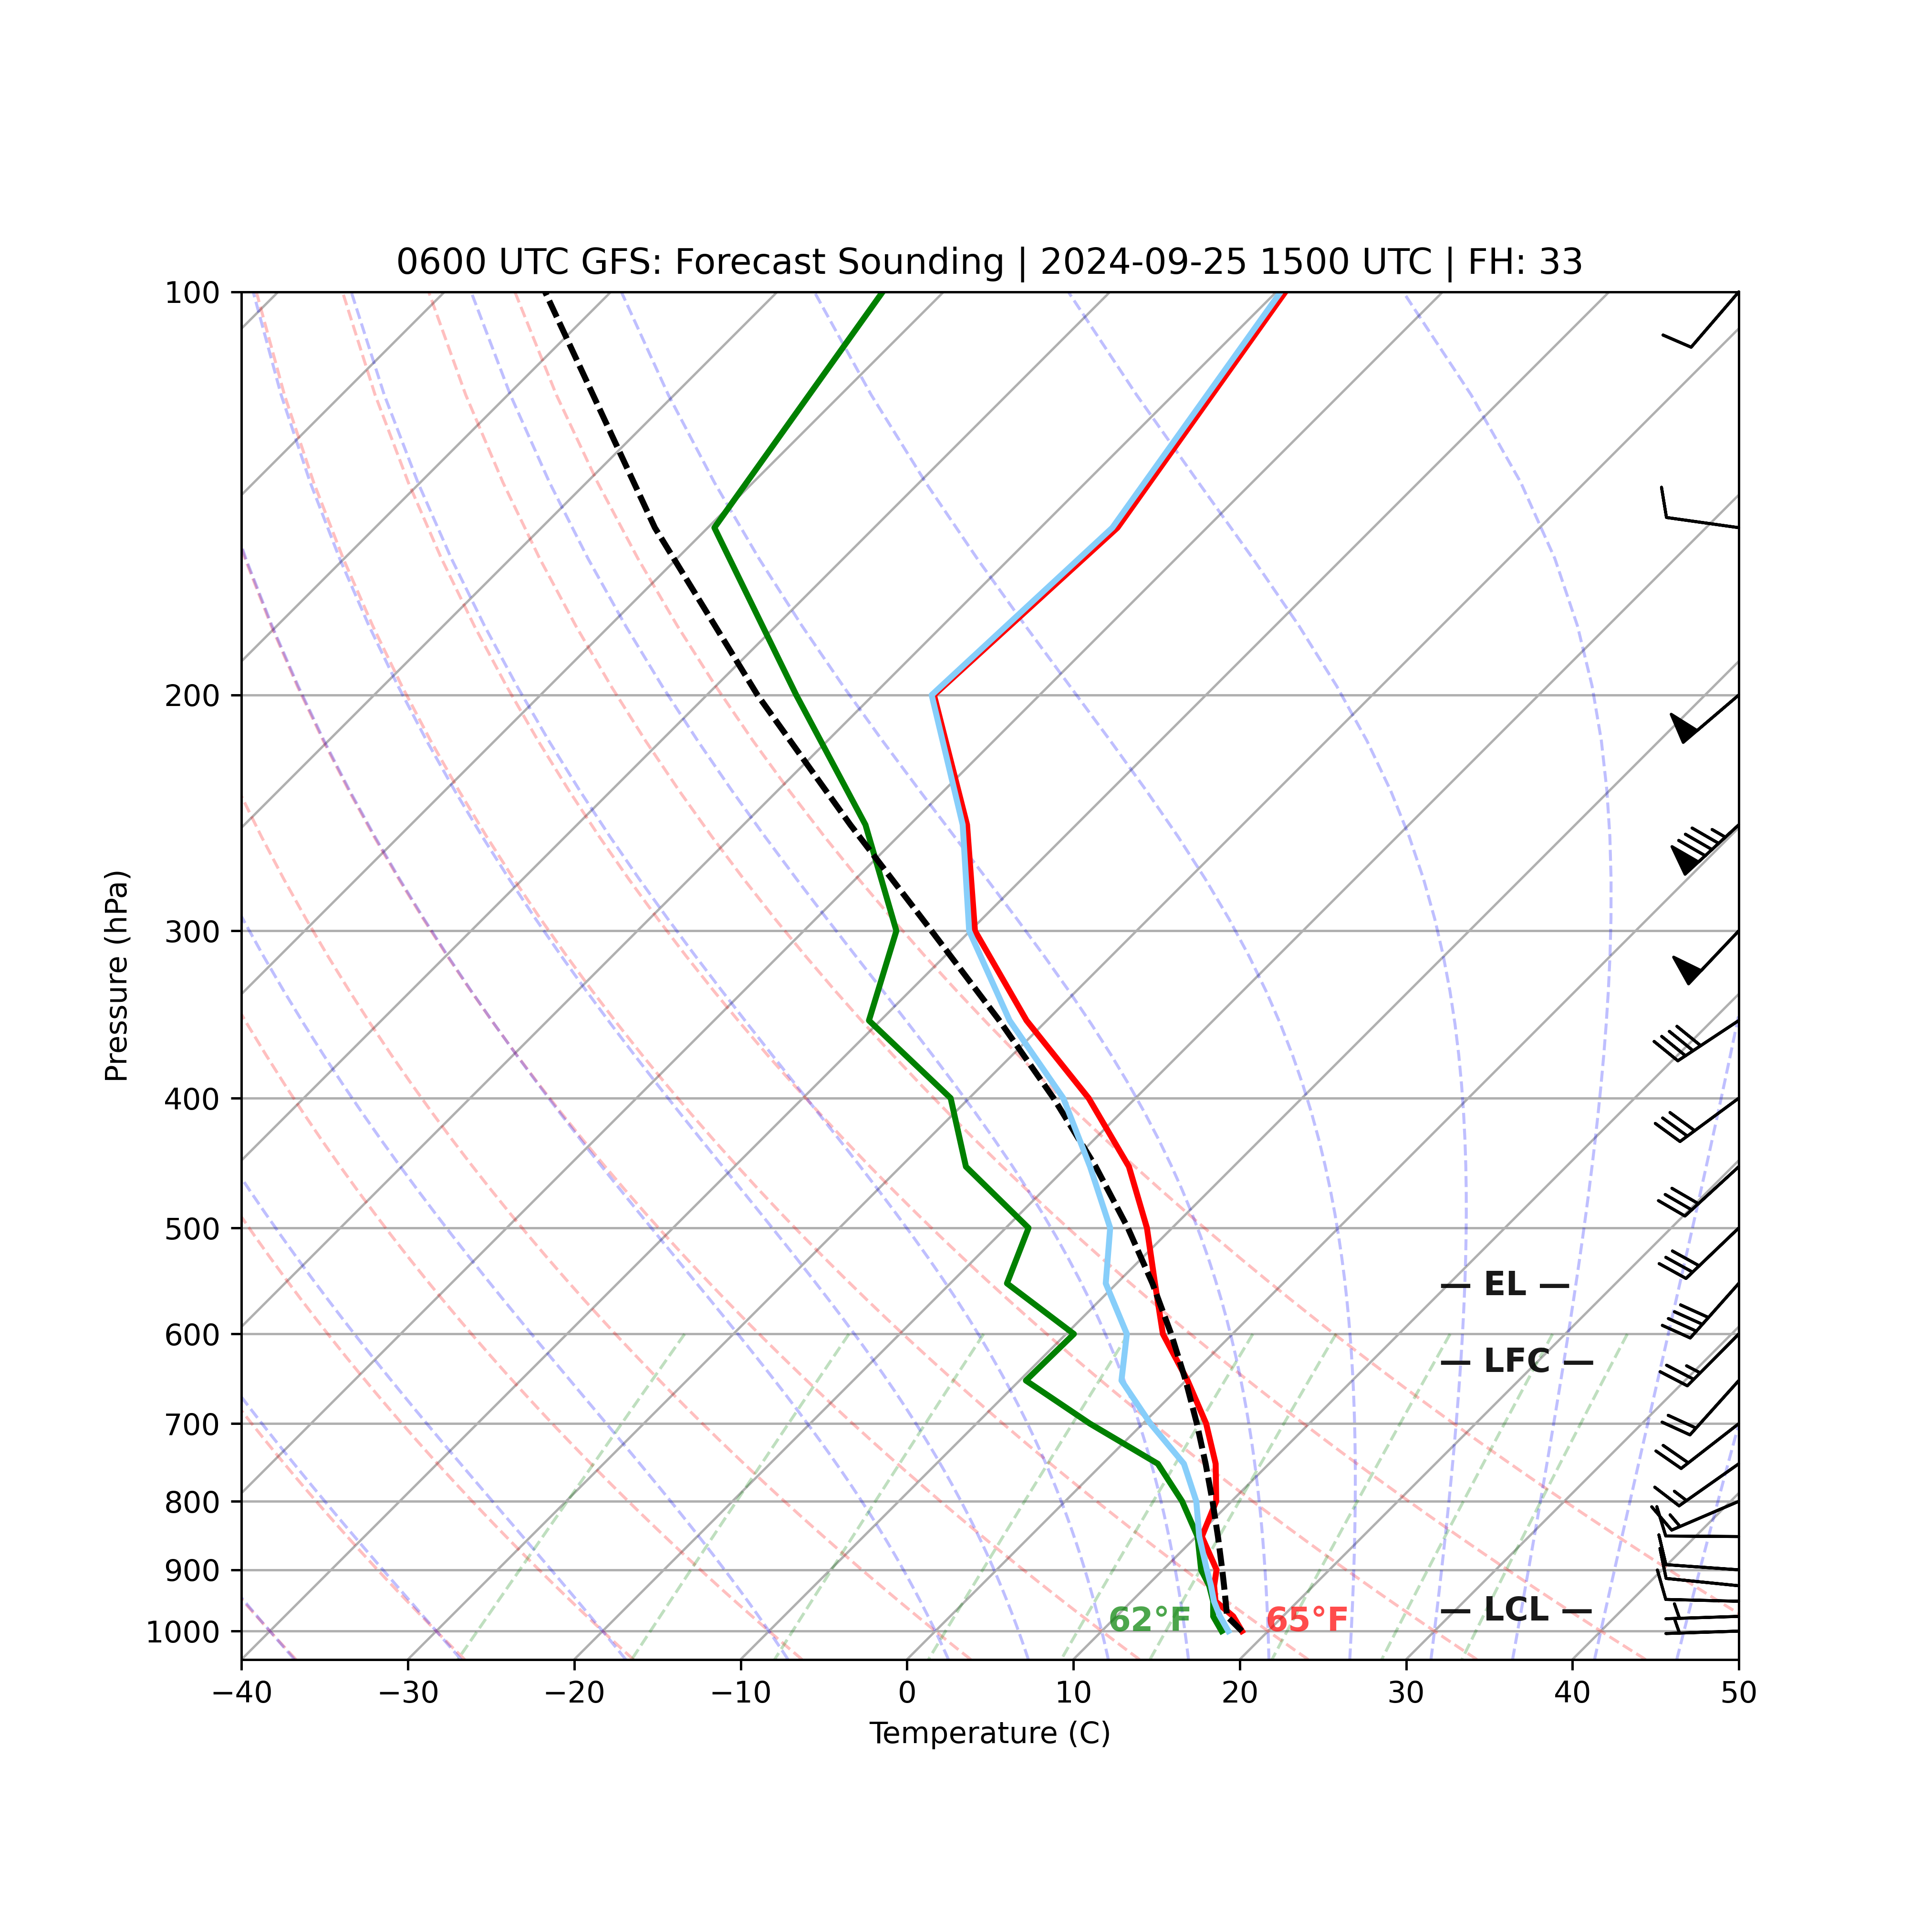 0600 UTC GFS: Forecast Sounding | 2024-09-25 1500 UTC | FH: 33
100
200
300
400
500
600
700
800
900
1000
Pressure (hPa)
— EL —
— LFC —
— LCL —
62°F
65°F
−40 −30 −20 −10 0 10 20 30 40 50
Temperature (C)